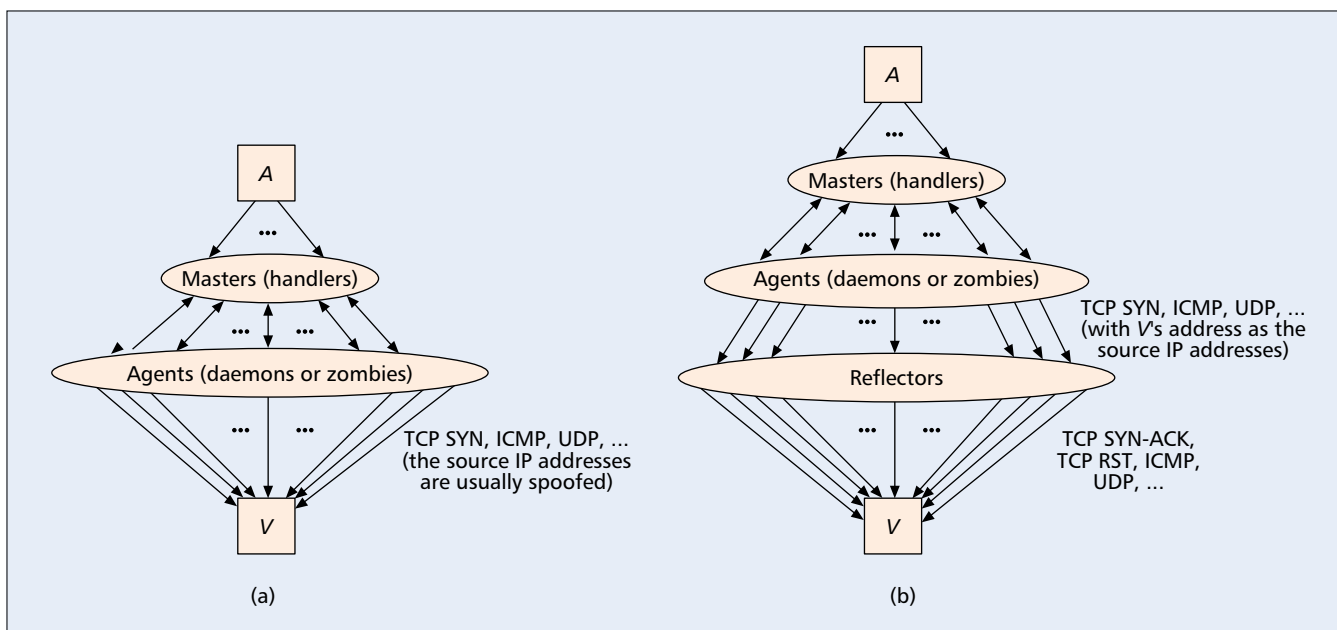 A
...
Masters (handlers)
... ...
Agents (daemons or zombies)
... ...
TCP SYN, ICMP, UDP, ...
(the source IP addresses
are usually spoofed)
V
(a)
A
...
Masters (handlers)
... ...
Agents (daemons or zombies)
... ...
TCP SYN, ICMP, UDP, ...
(with V's address as the
source IP addresses)
Reflectors
... ...
TCP SYN-ACK,
TCP RST, ICMP,
UDP, ...
V
(b)